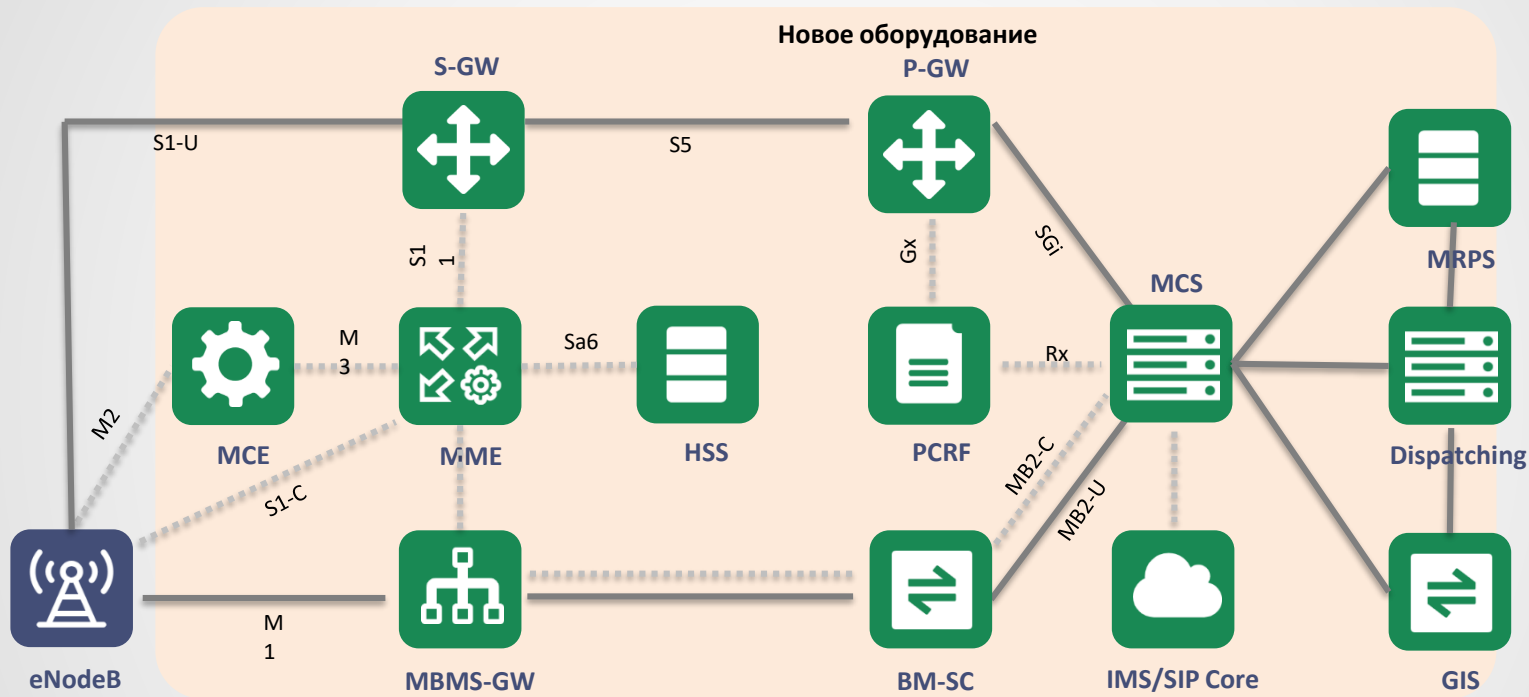 Новое оборудование
S-GW
P-GW
S1-U
S5
S1
1
Gx
SGi
MRPS
MCS
M
3
Sa6
Rx
M2
MCE
MME
HSS
PCRF
Dispatching
S1-C
MB2-C
MB2-U
M
1
eNodeB
MBMS-GW
BM-SC
IMS/SIP Core
GIS